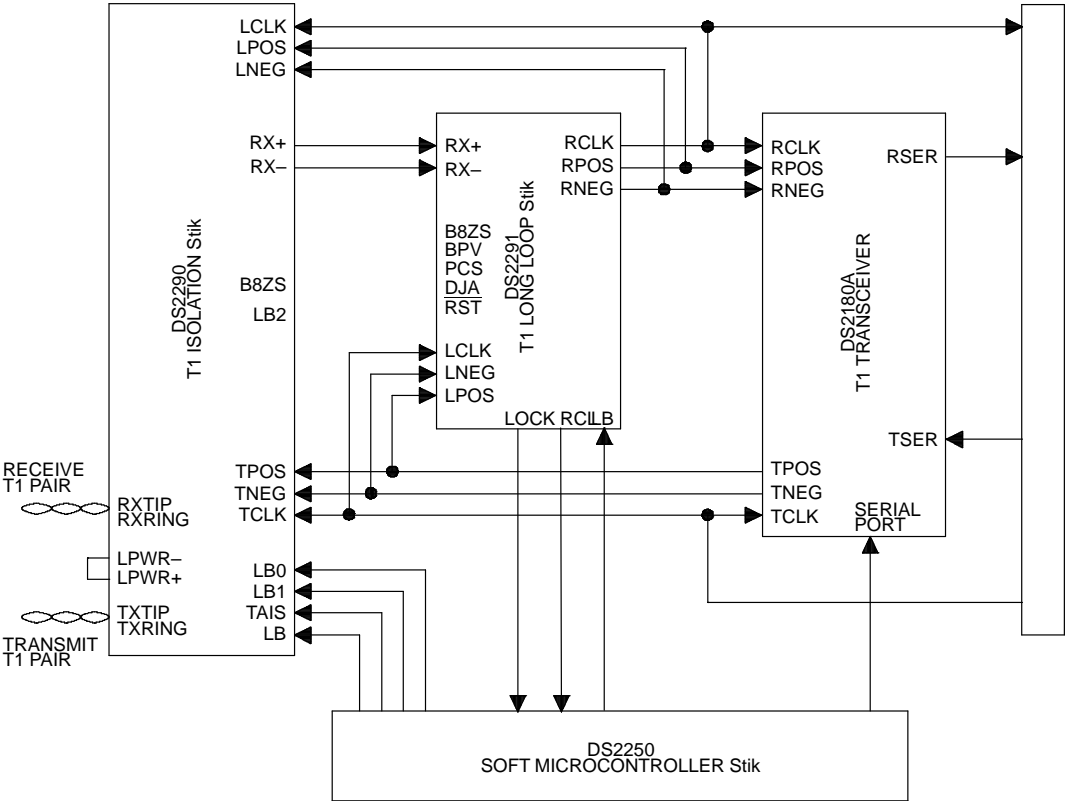 LCLK
LPOS
LNEG
RX+
RX–
B8ZS
LB2
DS2290
T1 ISOLATION Stik
TPOS
TNEG
TCLK
LB0
LB1
TAIS
LB
RECEIVE
T1 PAIR
RXTIP
RXRING
LPWR–
LPWR+
TXTIP
TXRING
TRANSMIT
T1 PAIR
RX+
RX–
RCLK
RPOS
RNEG
B8ZS
BPV
PCS
DJA
RST
DS2291
T1 LONG LOOP Stik
LCLK
LNEG
LPOS
LOCK RCL LB
RCLK
RPOS
RNEG
RSER
DS2180A
T1 TRANSCEIVER
TSER
TPOS
TNEG
TCLK
SERIAL
PORT
DS2250
SOFT MICROCONTROLLER Stik